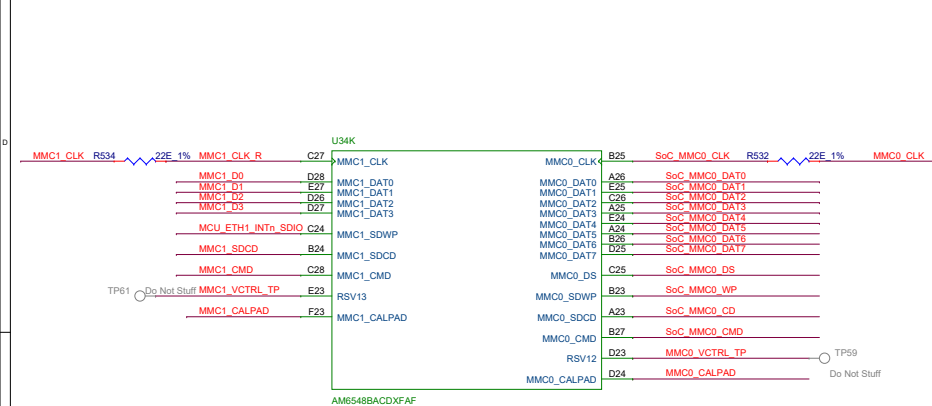 D
U34K
MMC1_CLK R534 22E_1% MMC1_CLK_R C27 MMC1_CLK MMC0_CLK B25 SoC_MMC0_CLK R532 22E_1% MMC0_CLK
MMC1_D0 D28 MMC1_DAT0 MMC0_DAT0 A26 SoC_MMC0_DAT0
MMC1_D1 E27 MMC1_DAT1 MMC0_DAT1 E25 SoC_MMC0_DAT1
MMC1_D2 D26 MMC1_DAT2 MMC0_DAT2 C26 SoC_MMC0_DAT2
MMC1_D3 D27 MMC1_DAT3 MMC0_DAT3 A25 SoC_MMC0_DAT3
MMC0_DAT4 E24 SoC_MMC0_DAT4
MCU_ETH1_INTn_SDIO C24 MMC1_SDWP MMC0_DAT5 A24 SoC_MMC0_DAT5
MMC0_DAT6 B26 SoC_MMC0_DAT6
MMC1_SDCD B24 MMC1_SDCD MMC0_DAT7 D25 SoC_MMC0_DAT7
MMC1_CMD C28 MMC1_CMD MMC0_DS C25 SoC_MMC0_DS
TP61 Do Not Stuff MMC1_VCTRL_TP E23 RSV13 MMC0_SDWP B23 SoC_MMC0_WP
MMC1_CALPAD F23 MMC1_CALPAD MMC0_SDCD A23 SoC_MMC0_CD
MMC0_CMD B27 SoC_MMC0_CMD
RSV12 D23 MMC0_VCTRL_TP TP59
MMC0_CALPAD D24 MMC0_CALPAD Do Not Stuff
AM6548BACDXFAF